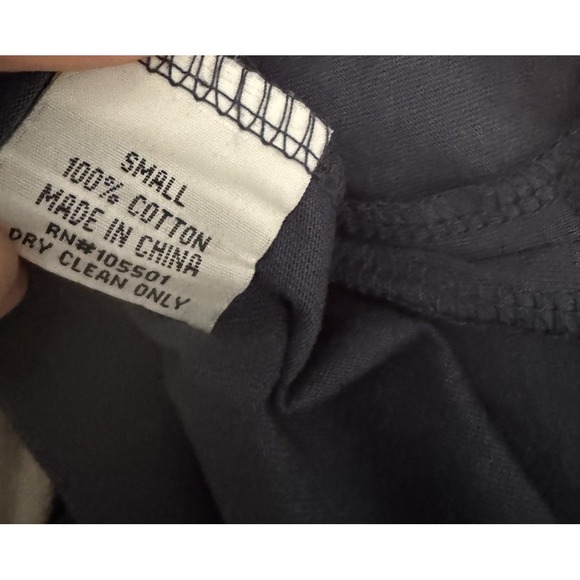 SMALL
100% COTTON
MADE IN CHINA
RN#105501
DRY CLEAN ONLY